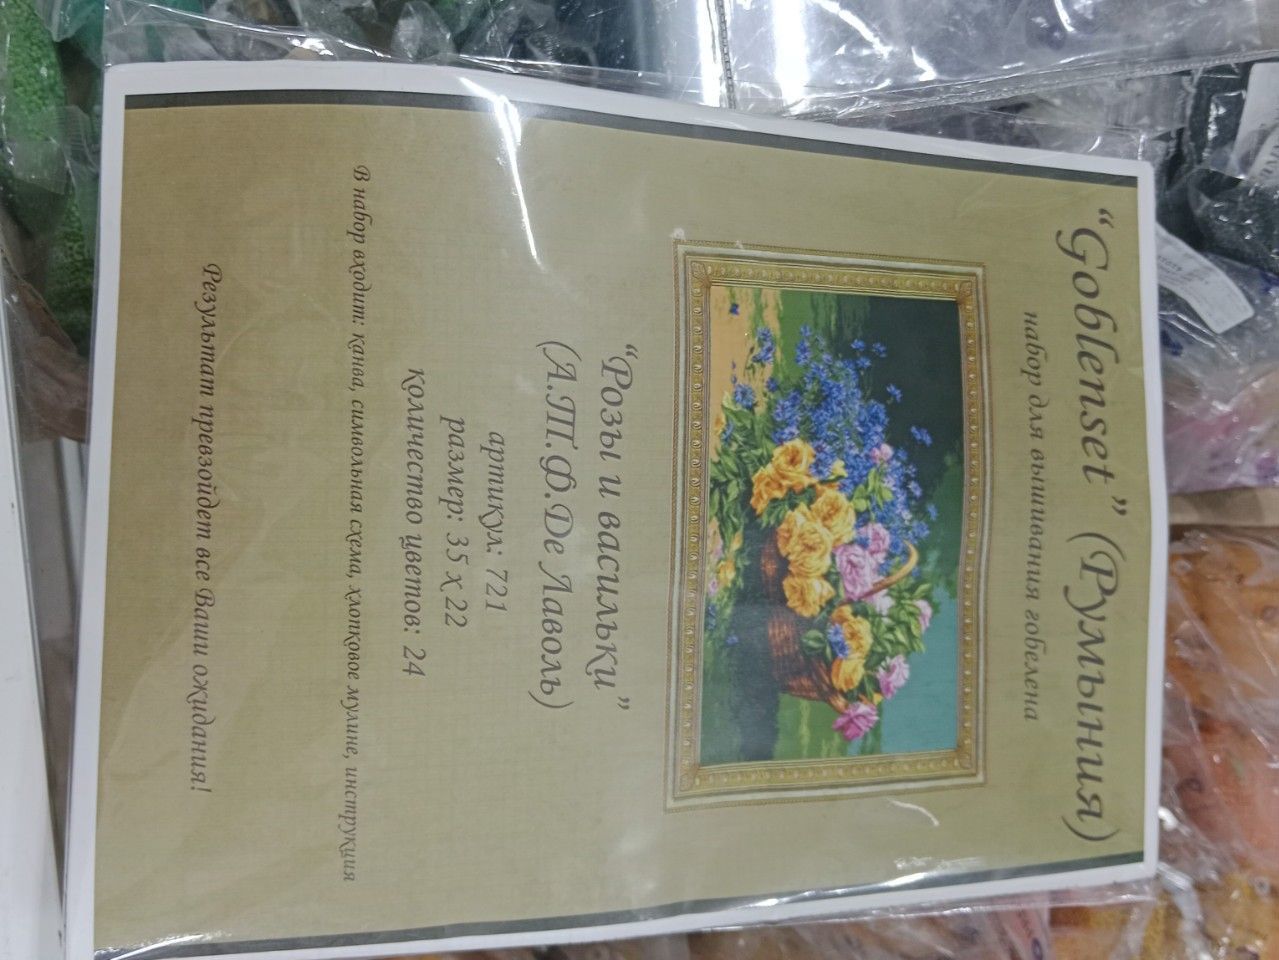 "Goblenset" (Румыния)
набор для вышивания гобелена
"Розы и васильки"
(А.Т.Ф.Де Лаволь)
артикул: 721
размер: 35 х 22
количество цветов: 24
В набор входит: канва, символьная схема, хлопковое мулине, инструкция
Результат превзойдет все Ваши ожидания!